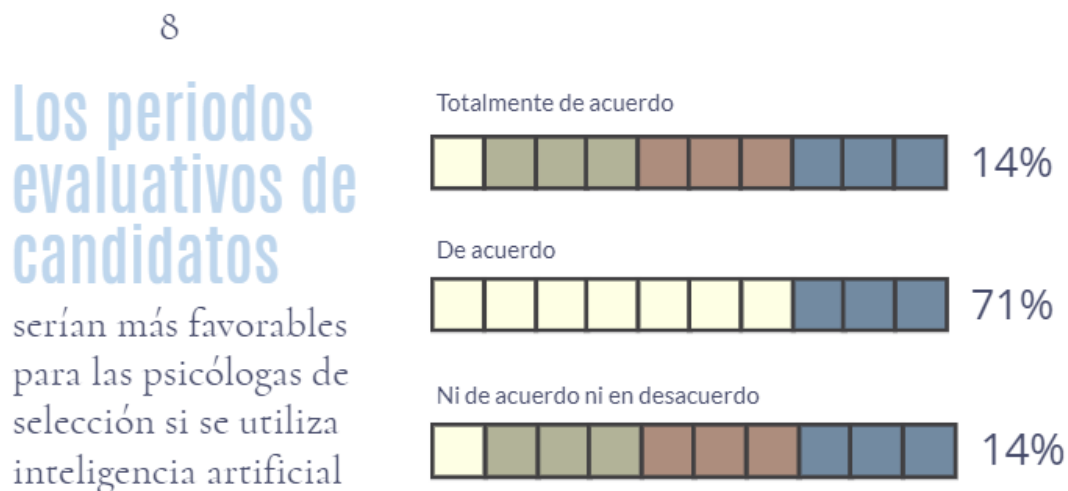 8
Los periodos
evaluativos de
candidatos
serían más favorables
para las psicólogas de
selección si se utiliza
inteligencia artificial
Totalmente de acuerdo
14%
De acuerdo
71%
Ni de acuerdo ni en desacuerdo
14%